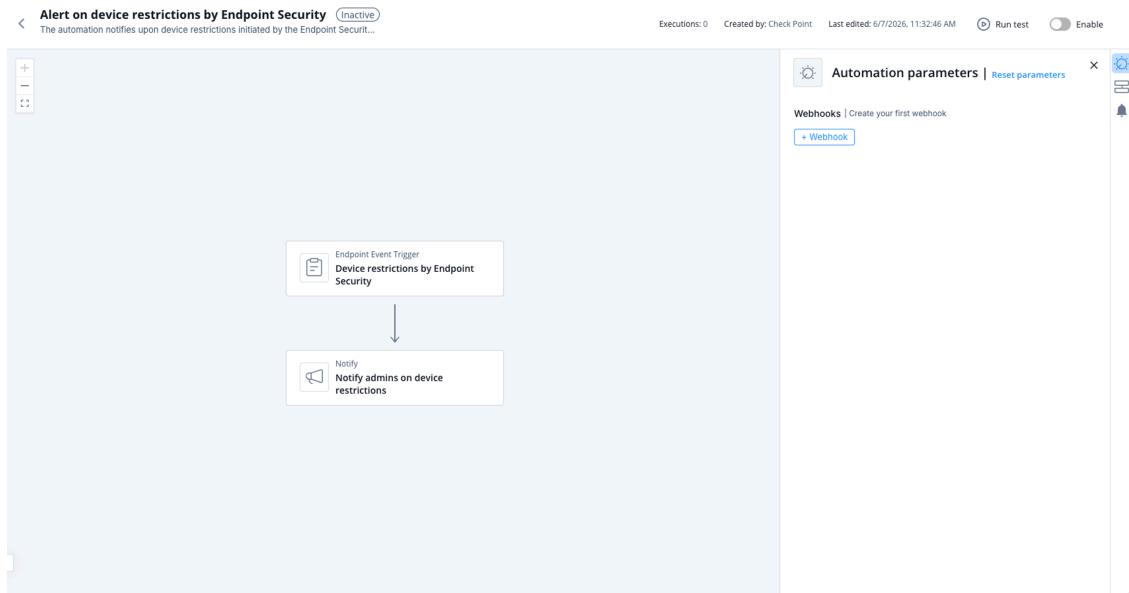 Alert on device restrictions by Endpoint Security Inactive
The automation notifies upon device restrictions initiated by the Endpoint Securit...
Executions: 0 Created by: Check Point Last edited: 6/7/2026, 11:32:46 AM Run test Enable
Automation parameters | Reset parameters
Webhooks | Create your first webhook
+ Webhook
Endpoint Event Trigger
Device restrictions by Endpoint
Security
Notify
Notify admins on device
restrictions